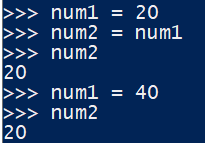 >>> num1 = 20
>>> num2 = num1
>>> num2
20
>>> num1 = 40
>>> num2
20